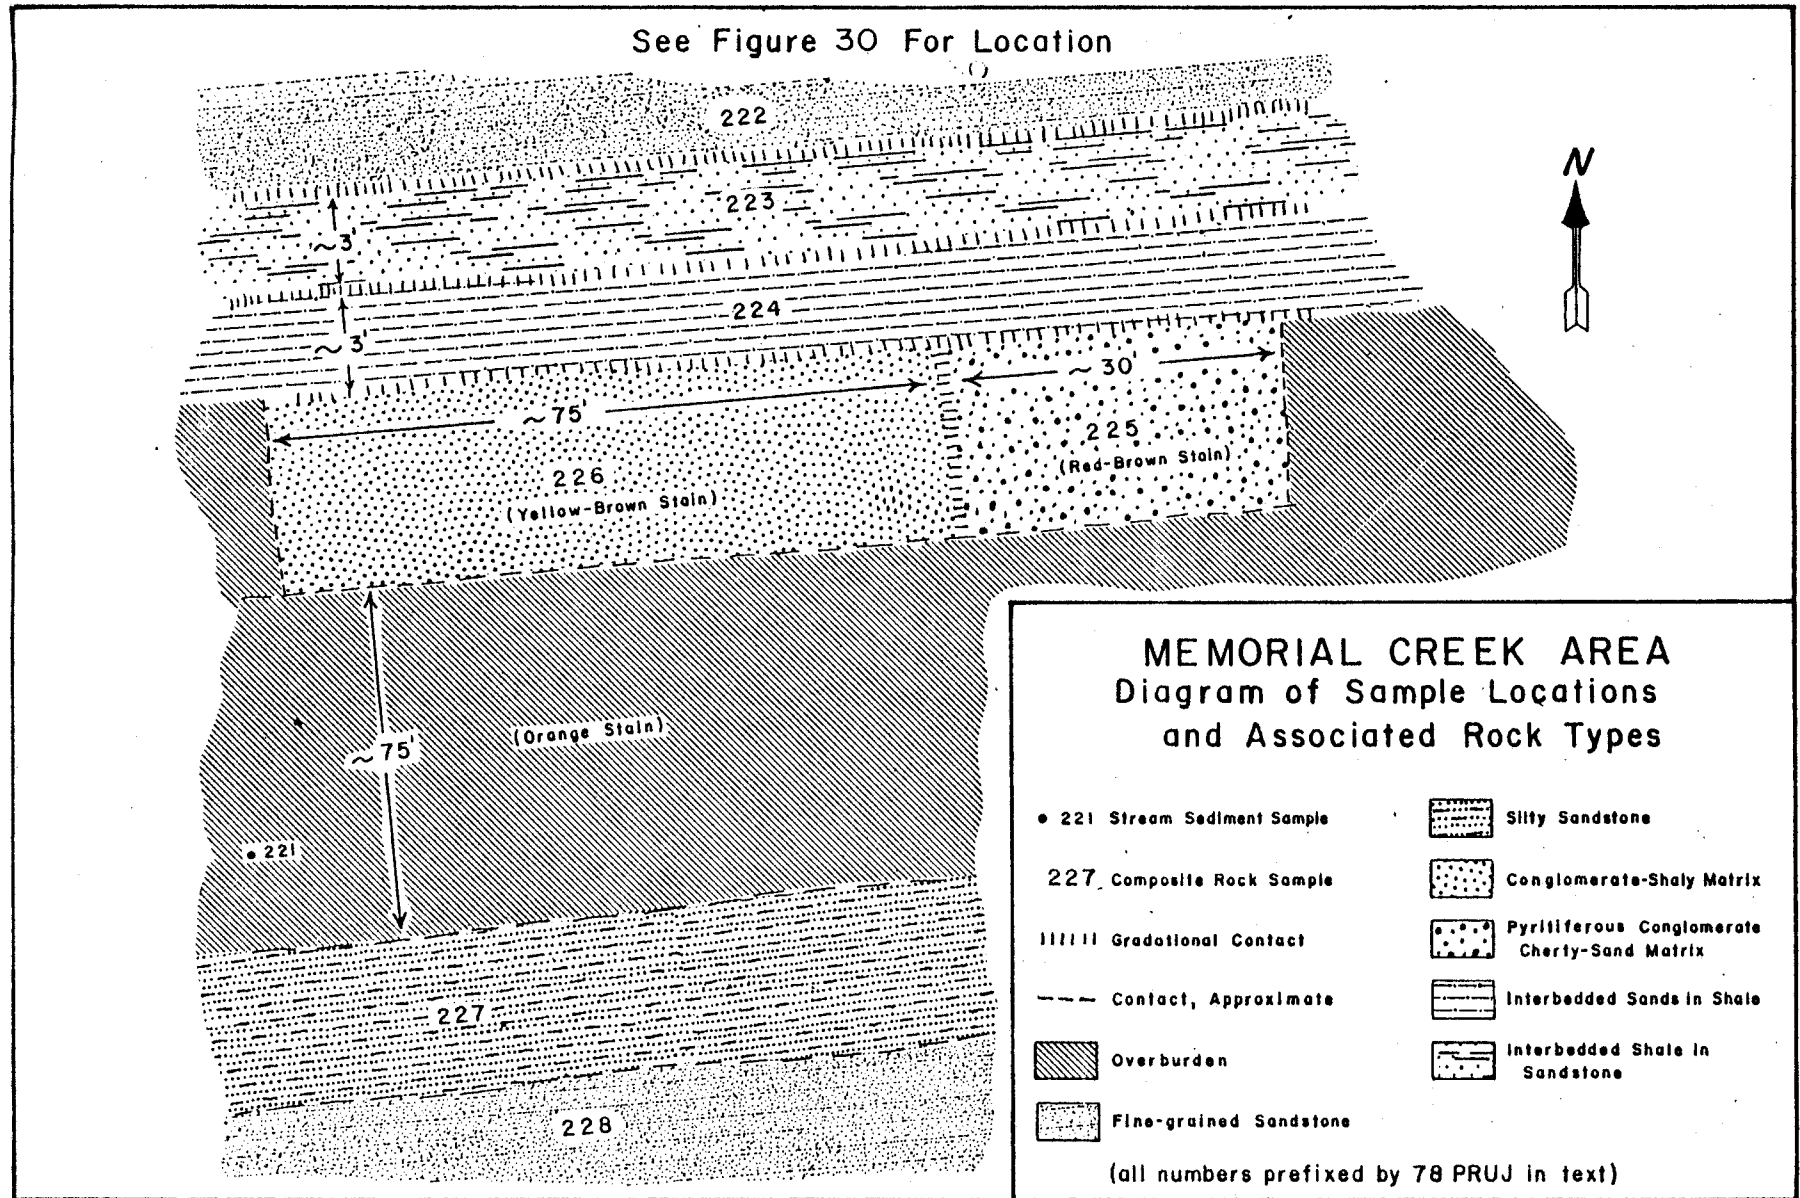 See Figure 30 For Location
222
N
223
~3'
224
~3'
~30'
~75'
225
(Red-Brown Stain)
226
(Yellow-Brown Stain)
(Orange Stain)
~75'
• 221
227
228
MEMORIAL CREEK AREA
Diagram of Sample Locations
and Associated Rock Types
• 221 Stream Sediment Sample
227 Composite Rock Sample
Gradational Contact
Contact, Approximate
Overburden
Fine-grained Sandstone
Silty Sandstone
Conglomerate-Shaly Matrix
Pyritiferous Conglomerate
Cherty-Sand Matrix
Interbedded Sands in Shale
Interbedded Shale in
Sandstone
(all numbers prefixed by 78 PRUJ in text)